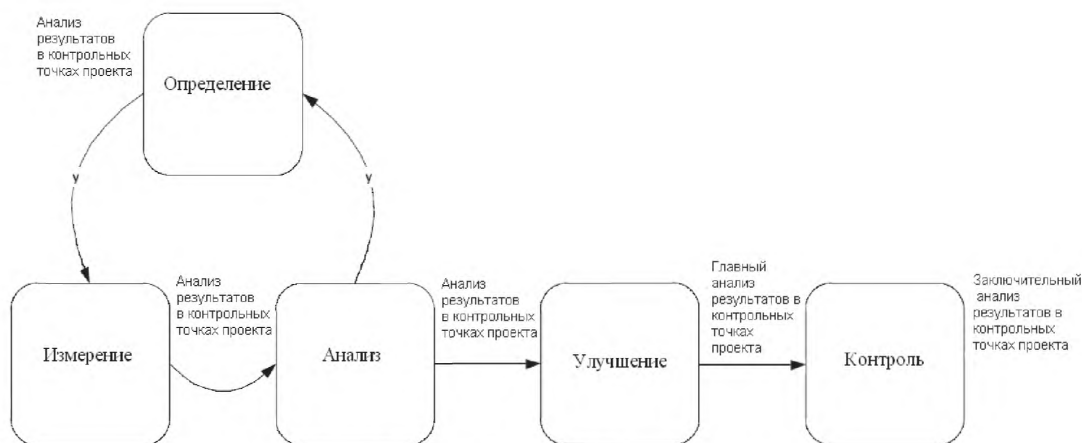 Анализ
результатов
в контрольных
точках проекта
Определение
у
у
Измерение
Анализ
результатов
в контрольных
точках проекта
Анализ
Анализ
результатов
в контрольных
точках проекта
Улучшение
Главный
анализ
результатов в
контрольных
точках
проекта
Контроль
Заключительный
анализ
результатов в
контрольных
точках проекта